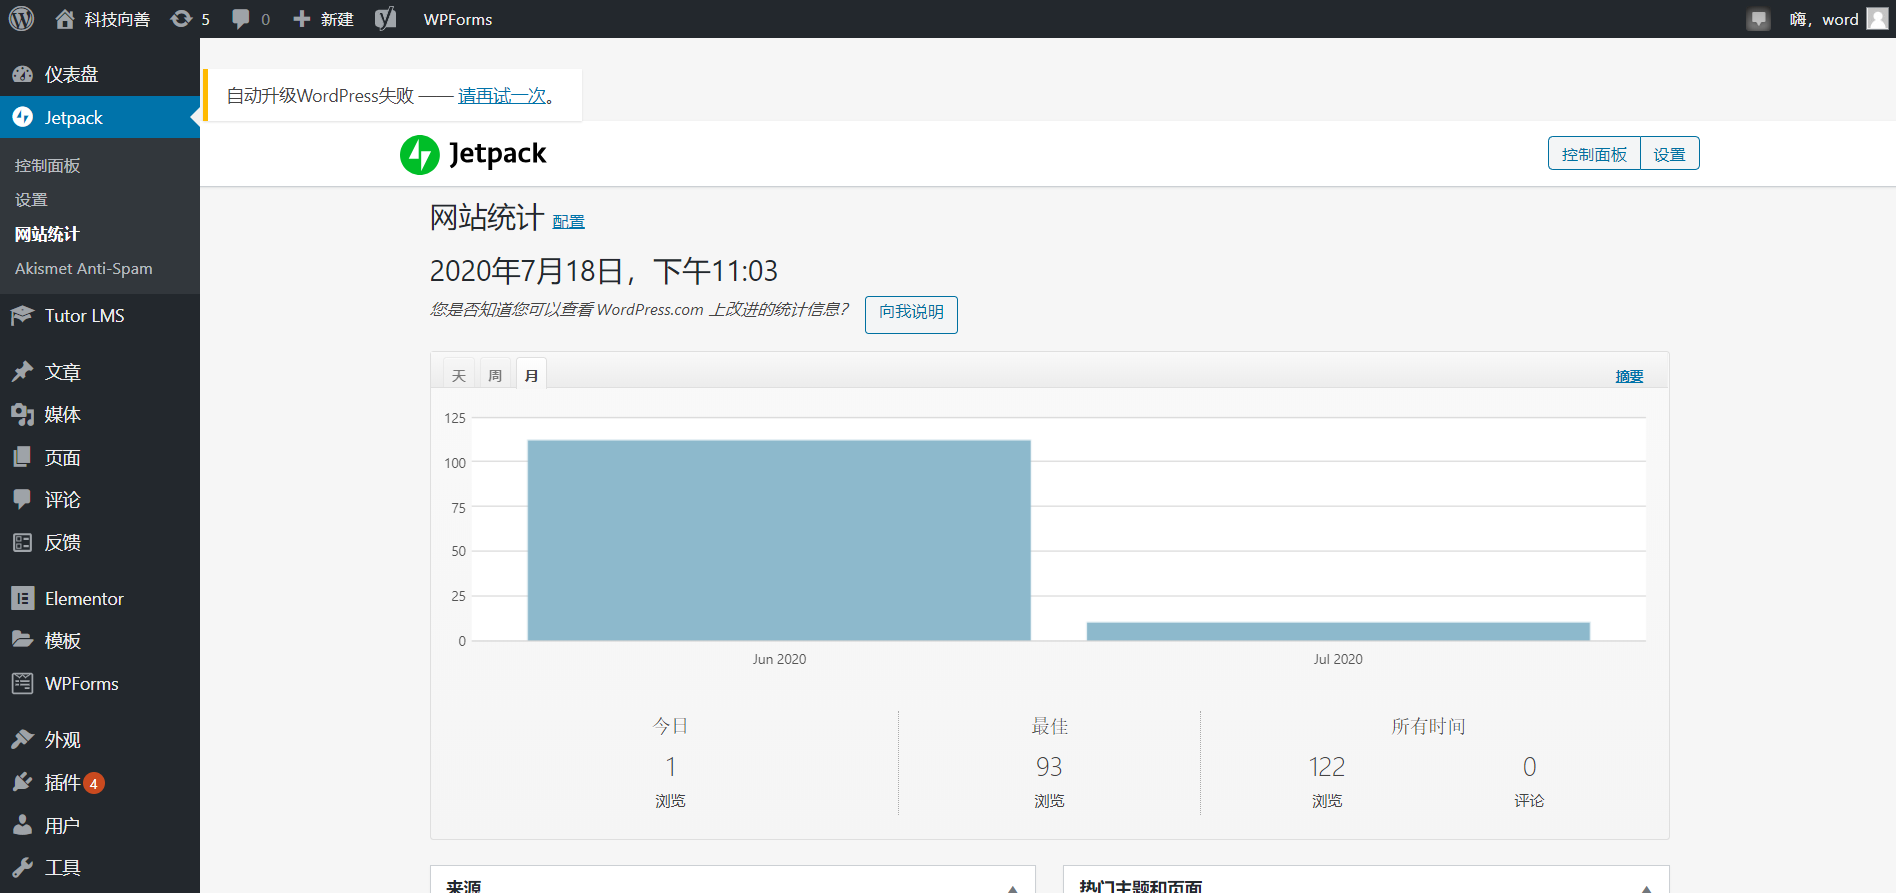 科技向善 5 0 新建 WPForms 嗨，word
仪表盘
Jetpack
控制面板
设置
网站统计
Akismet Anti-Spam
Tutor LMS
文章
媒体
页面
评论
反馈
Elementor
模板
WPForms
外观
插件 4
用户
工具
自动升级WordPress失败 —— 请再试一次。
Jetpack
控制面板 设置
网站统计 配置
2020年7月18日，下午11:03
您是否知道您可以查看 WordPress.com 上改进的统计信息？ 向我说明
天 周 月 摘要
125
100
75
50
25
0
Jun 2020 Jul 2020
今日 最佳 所有时间
1 93 122 0
浏览 浏览 浏览 评论
来源 热门主题和页面